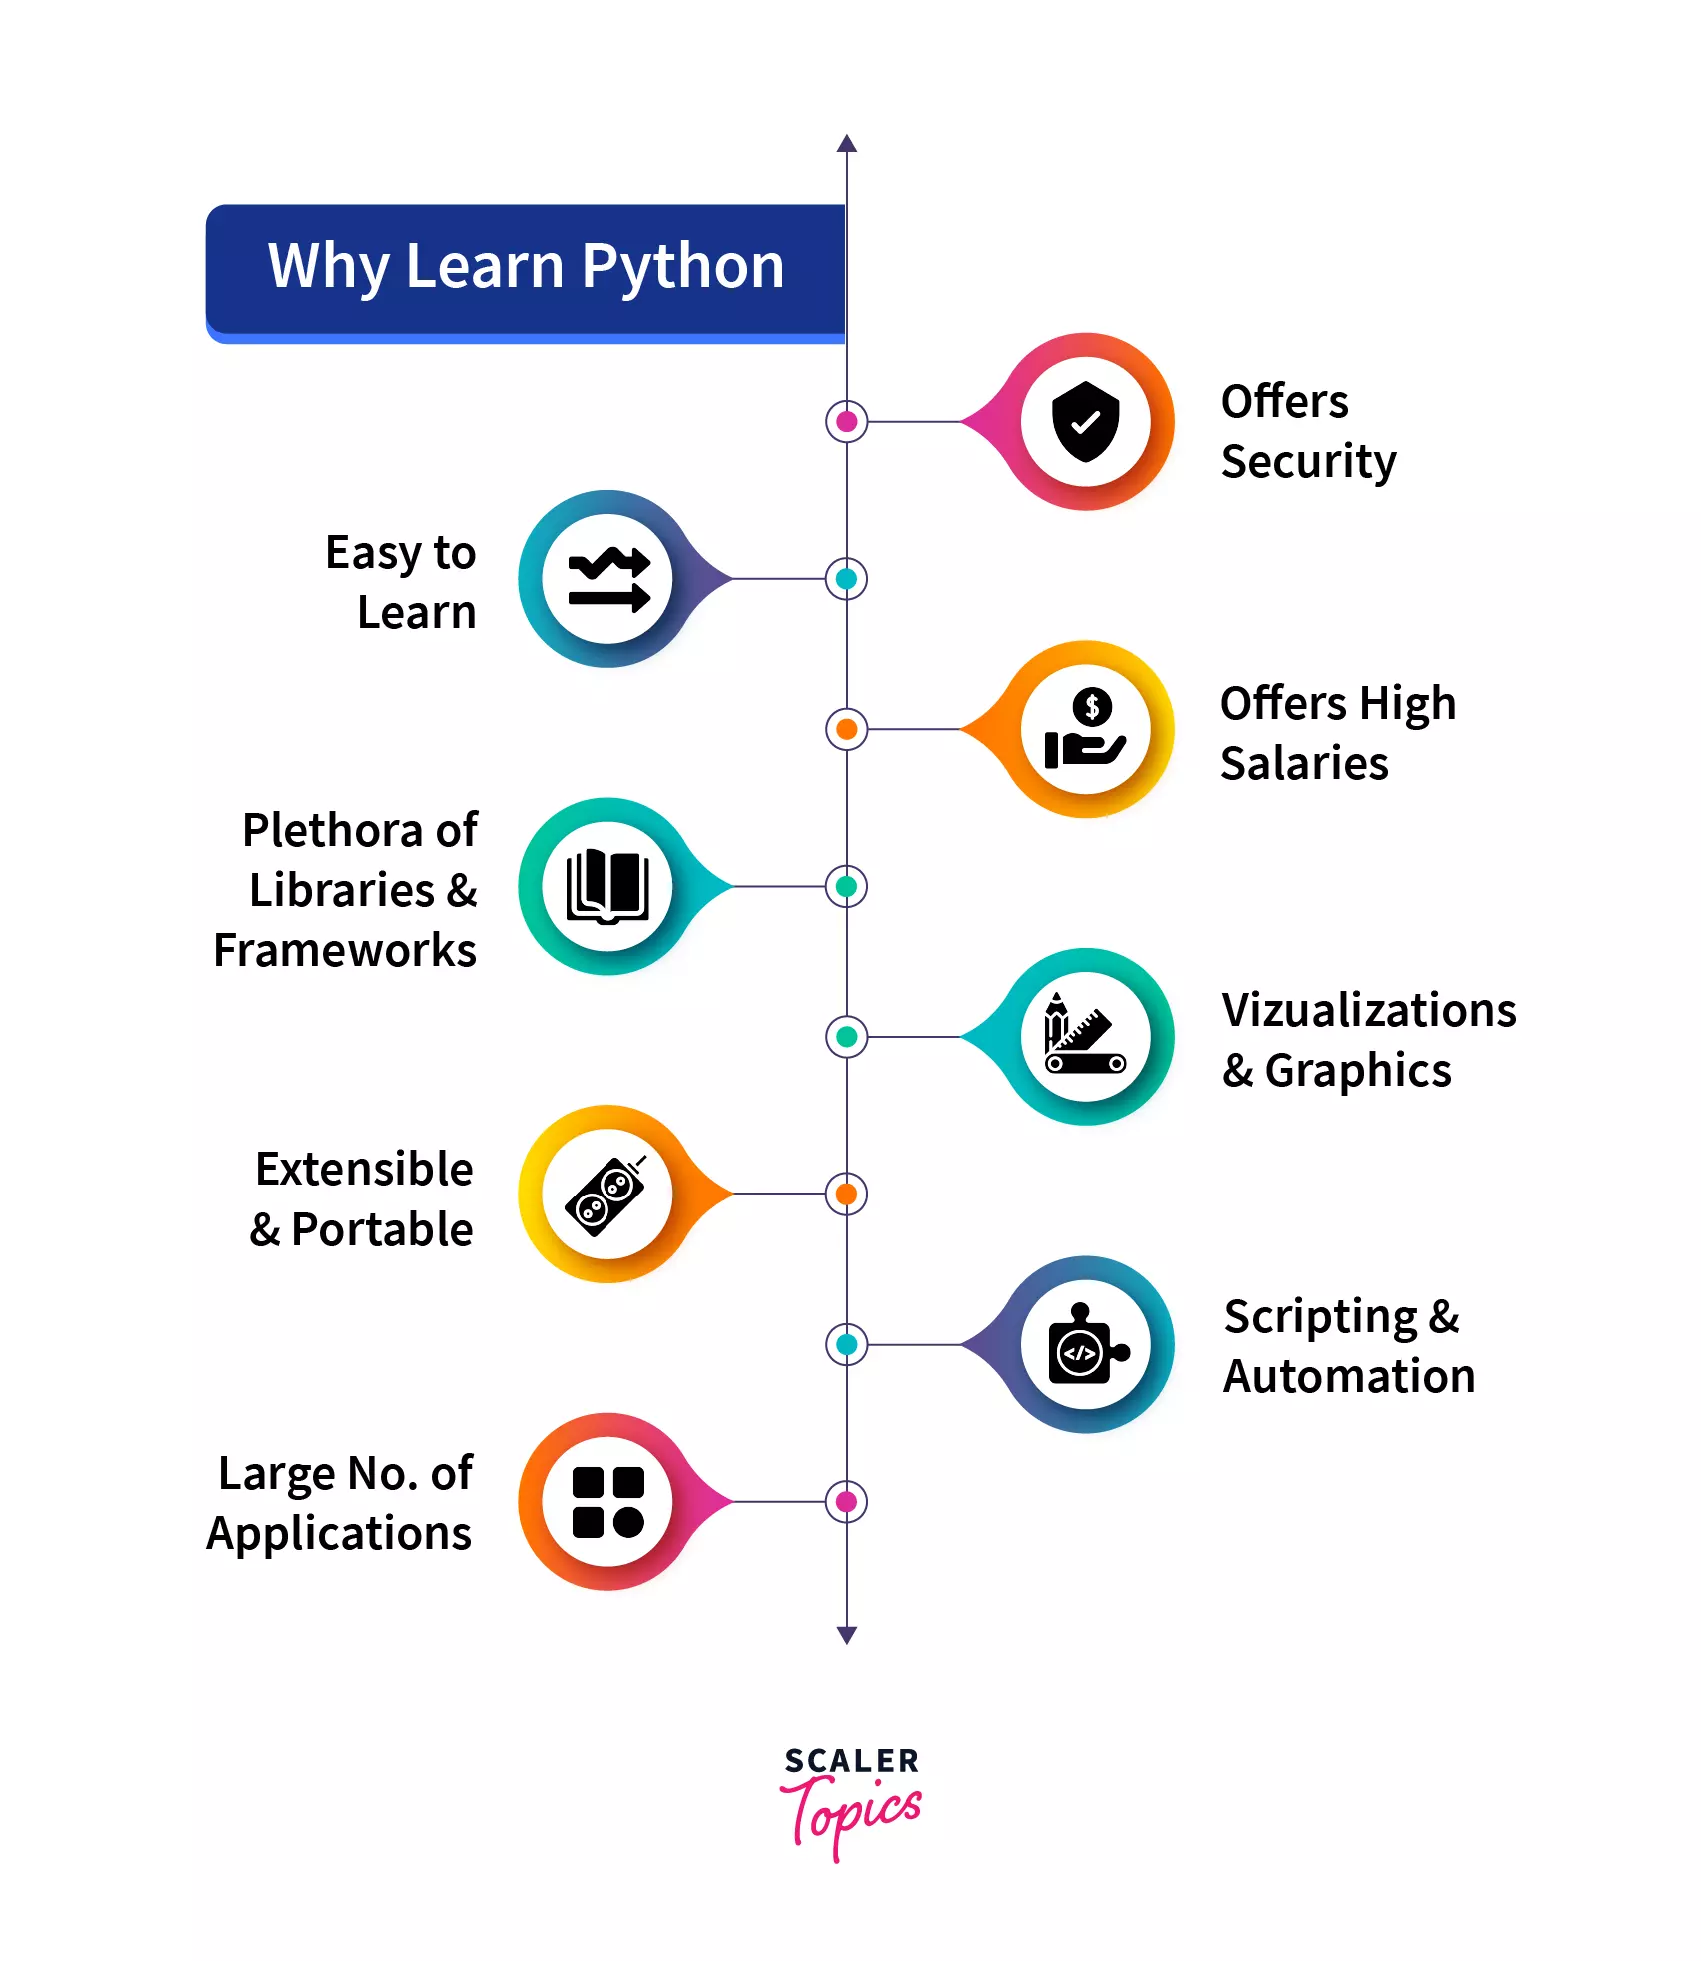 Why Learn Python
Offers
Security
Easy to
Learn
Offers High
Salaries
Plethora of
Libraries &
Frameworks
Vizualizations
& Graphics
Extensible
& Portable
Scripting &
Automation
Large No. of
Applications
SCALER
Topics